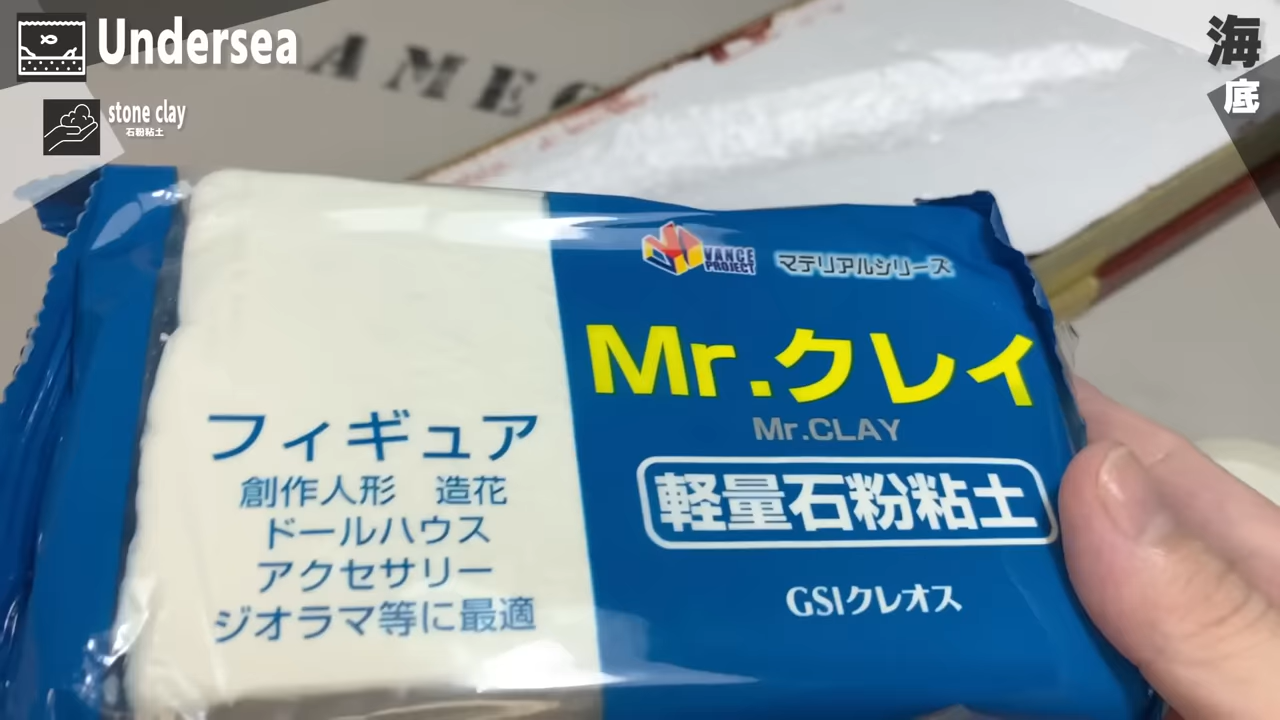 Undersea
stone clay
石粉粘土
海
底
AMEC
VANCE
PROJECT
マテリアルシリーズ
Mr.クレイ
Mr.CLAY
軽量石粉粘土
GSIクレオス
フィギュア
創作人形 造花
ドールハウス
アクセサリー
ジオラマ等に最適